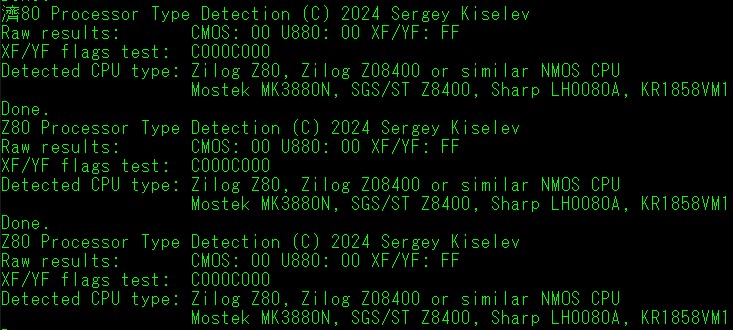 濟80 Processor Type Detection (C) 2024 Sergey Kiselev
Raw results:       CMOS: 00 U880: 00 XF/YF: FF
XF/YF flags test:  C000C000
Detected CPU type: Zilog Z80, Zilog Z08400 or similar NMOS CPU
                   Mostek MK3880N, SGS/ST Z8400, Sharp LH0080A, KR1858VM1
Done.
Z80 Processor Type Detection (C) 2024 Sergey Kiselev
Raw results:       CMOS: 00 U880: 00 XF/YF: FF
XF/YF flags test:  C000C000
Detected CPU type: Zilog Z80, Zilog Z08400 or similar NMOS CPU
                   Mostek MK3880N, SGS/ST Z8400, Sharp LH0080A, KR1858VM1
Done.
Z80 Processor Type Detection (C) 2024 Sergey Kiselev
Raw results:       CMOS: 00 U880: 00 XF/YF: FF
XF/YF flags test:  C000C000
Detected CPU type: Zilog Z80, Zilog Z08400 or similar NMOS CPU
                   Mostek MK3880N, SGS/ST Z8400, Sharp LH0080A, KR1858VM1